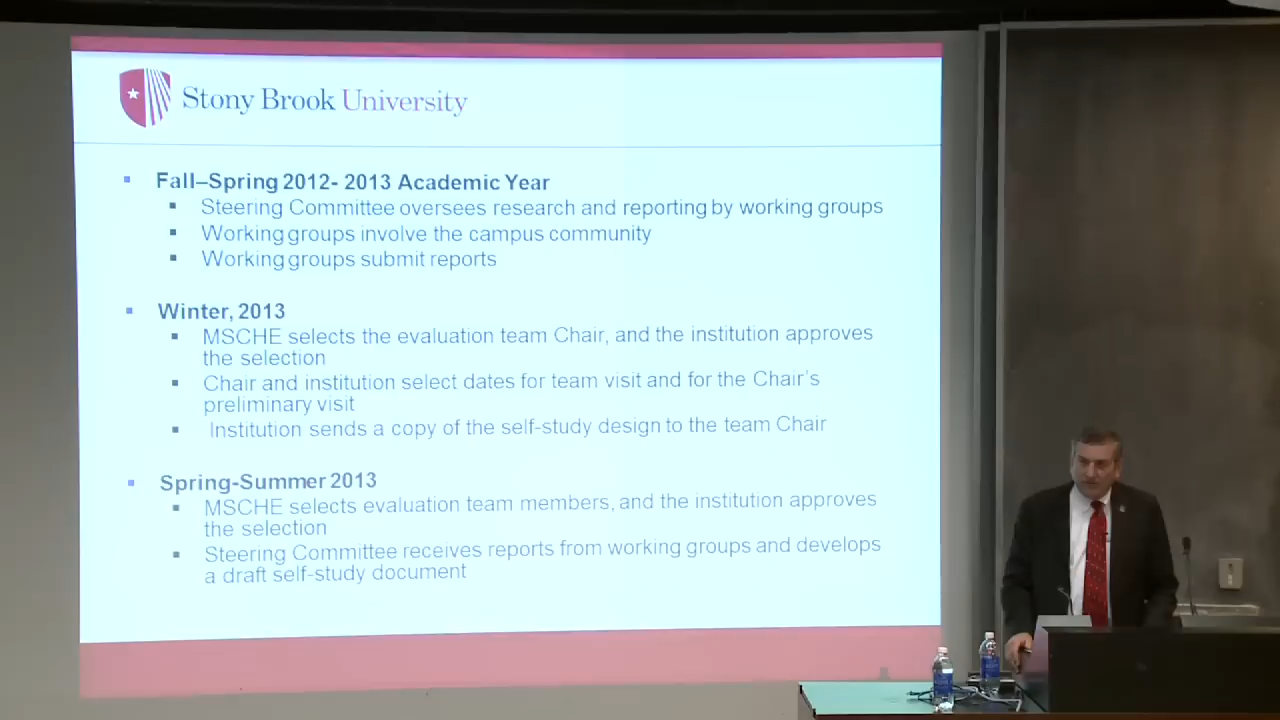 Stony Brook University
▪ Fall–Spring 2012- 2013 Academic Year
▪ Steering Committee oversees research and reporting by working groups
▪ Working groups involve the campus community
▪ Working groups submit reports
▪ Winter, 2013
▪ MSCHE selects the evaluation team Chair, and the institution approves
the selection
▪ Chair and institution select dates for team visit and for the Chair's
preliminary visit
▪ Institution sends a copy of the self-study design to the team Chair
▪ Spring-Summer 2013
▪ MSCHE selects evaluation team members, and the institution approves
the selection
▪ Steering Committee receives reports from working groups and develops
a draft self-study document